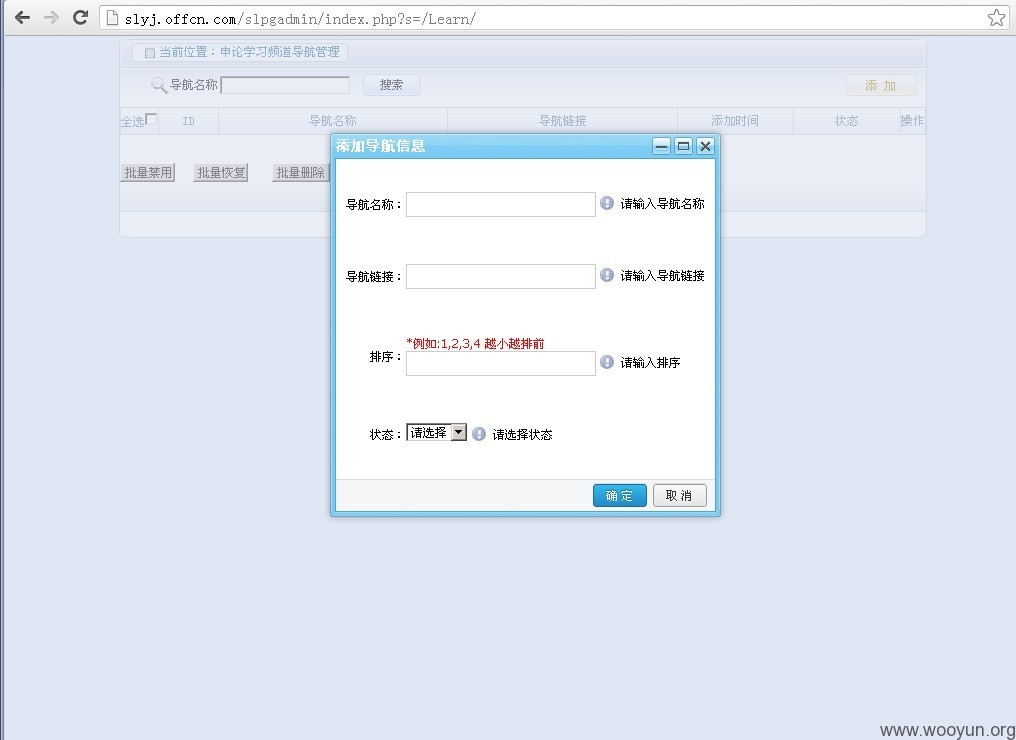 slyj.offcn.com/slpgadmin/index.php?s=/Learn/
当前位置：申论学习频道导航管理
导航名称 搜索 添 加
全选 ID 导航名称 导航链接 添加时间 状态 操作
批量禁用 批量恢复 批量删除
添加导航信息
导航名称： 请输入导航名称
导航链接： 请输入导航链接
*例如:1,2,3,4 越小越排前
排序： 请输入排序
状态： 请选择 请选择状态
确 定 取 消
www.wooyun.org